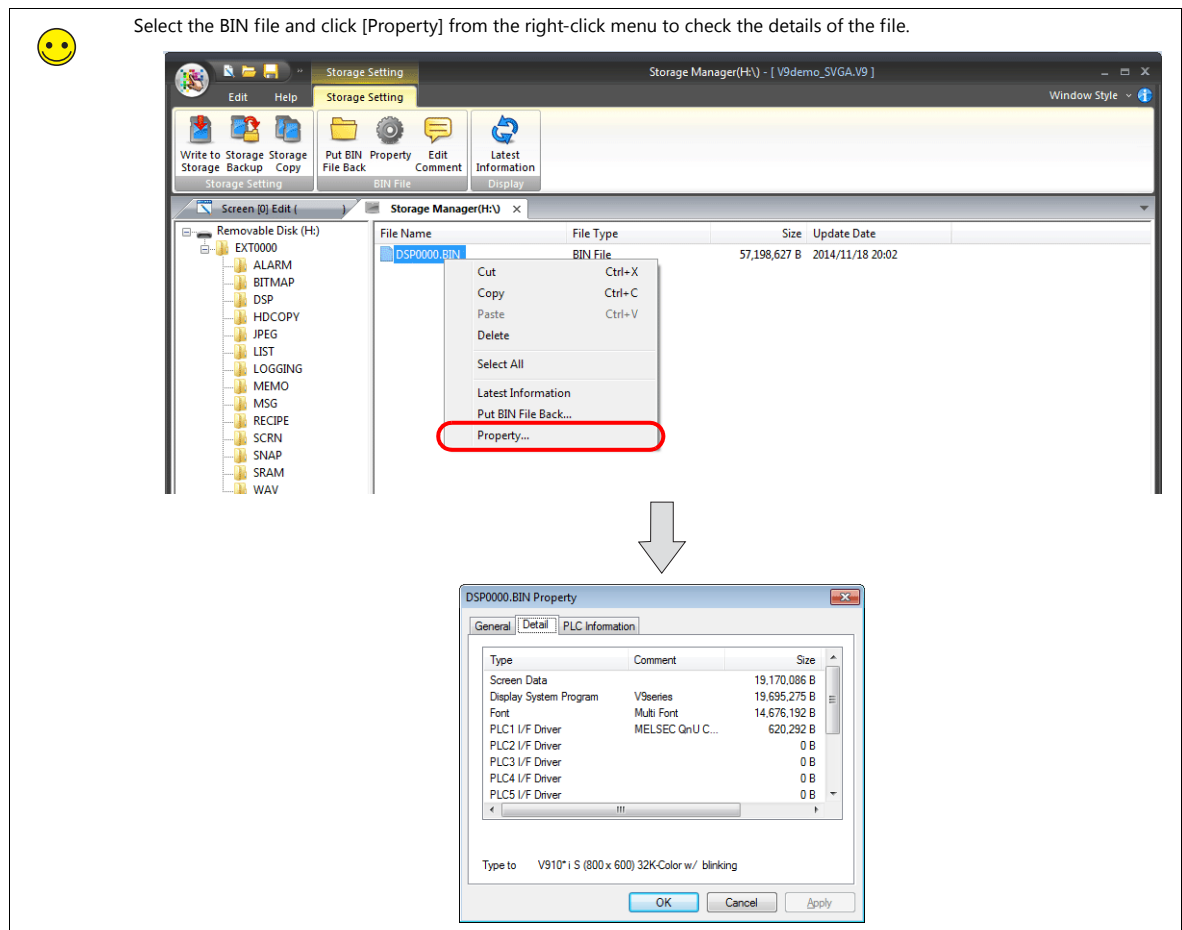 Select the BIN file and click [Property] from the right-click menu to check the details of the file.
Storage Setting
Storage Manager(H:\) - [ V9demo_SVGA.V9 ]
Edit Help Storage Setting Window Style
Write to Storage Storage Put BIN Property Edit Latest
Storage Backup Copy File Back Comment Information
Storage Setting BIN File Display
Screen [0] Edit ( ) Storage Manager(H:\) ×
Removable Disk (H:) File Name File Type Size Update Date
EXT0000 DSP0000.BIN BIN File 57,198,627 B 2014/11/18 20:02
ALARM
BITMAP
DSP
HDCOPY
JPEG
LIST
LOGGING
MEMO
MSG
RECIPE
SCRN
SNAP
SRAM
WAV
Cut Ctrl+X
Copy Ctrl+C
Paste Ctrl+V
Delete
Select All
Latest Information
Put BIN File Back...
Property...
DSP0000.BIN Property
General Detail PLC Information
Type Comment Size
Screen Data 19,170,086 B
Display System Program V9series 19,695,275 B
Font Multi Font 14,676,192 B
PLC1 I/F Driver MELSEC QnU C... 620,292 B
PLC2 I/F Driver 0 B
PLC3 I/F Driver 0 B
PLC4 I/F Driver 0 B
PLC5 I/F Driver 0 B
Type to V910* i S (800 x 600) 32K-Color w/ blinking
OK Cancel Apply